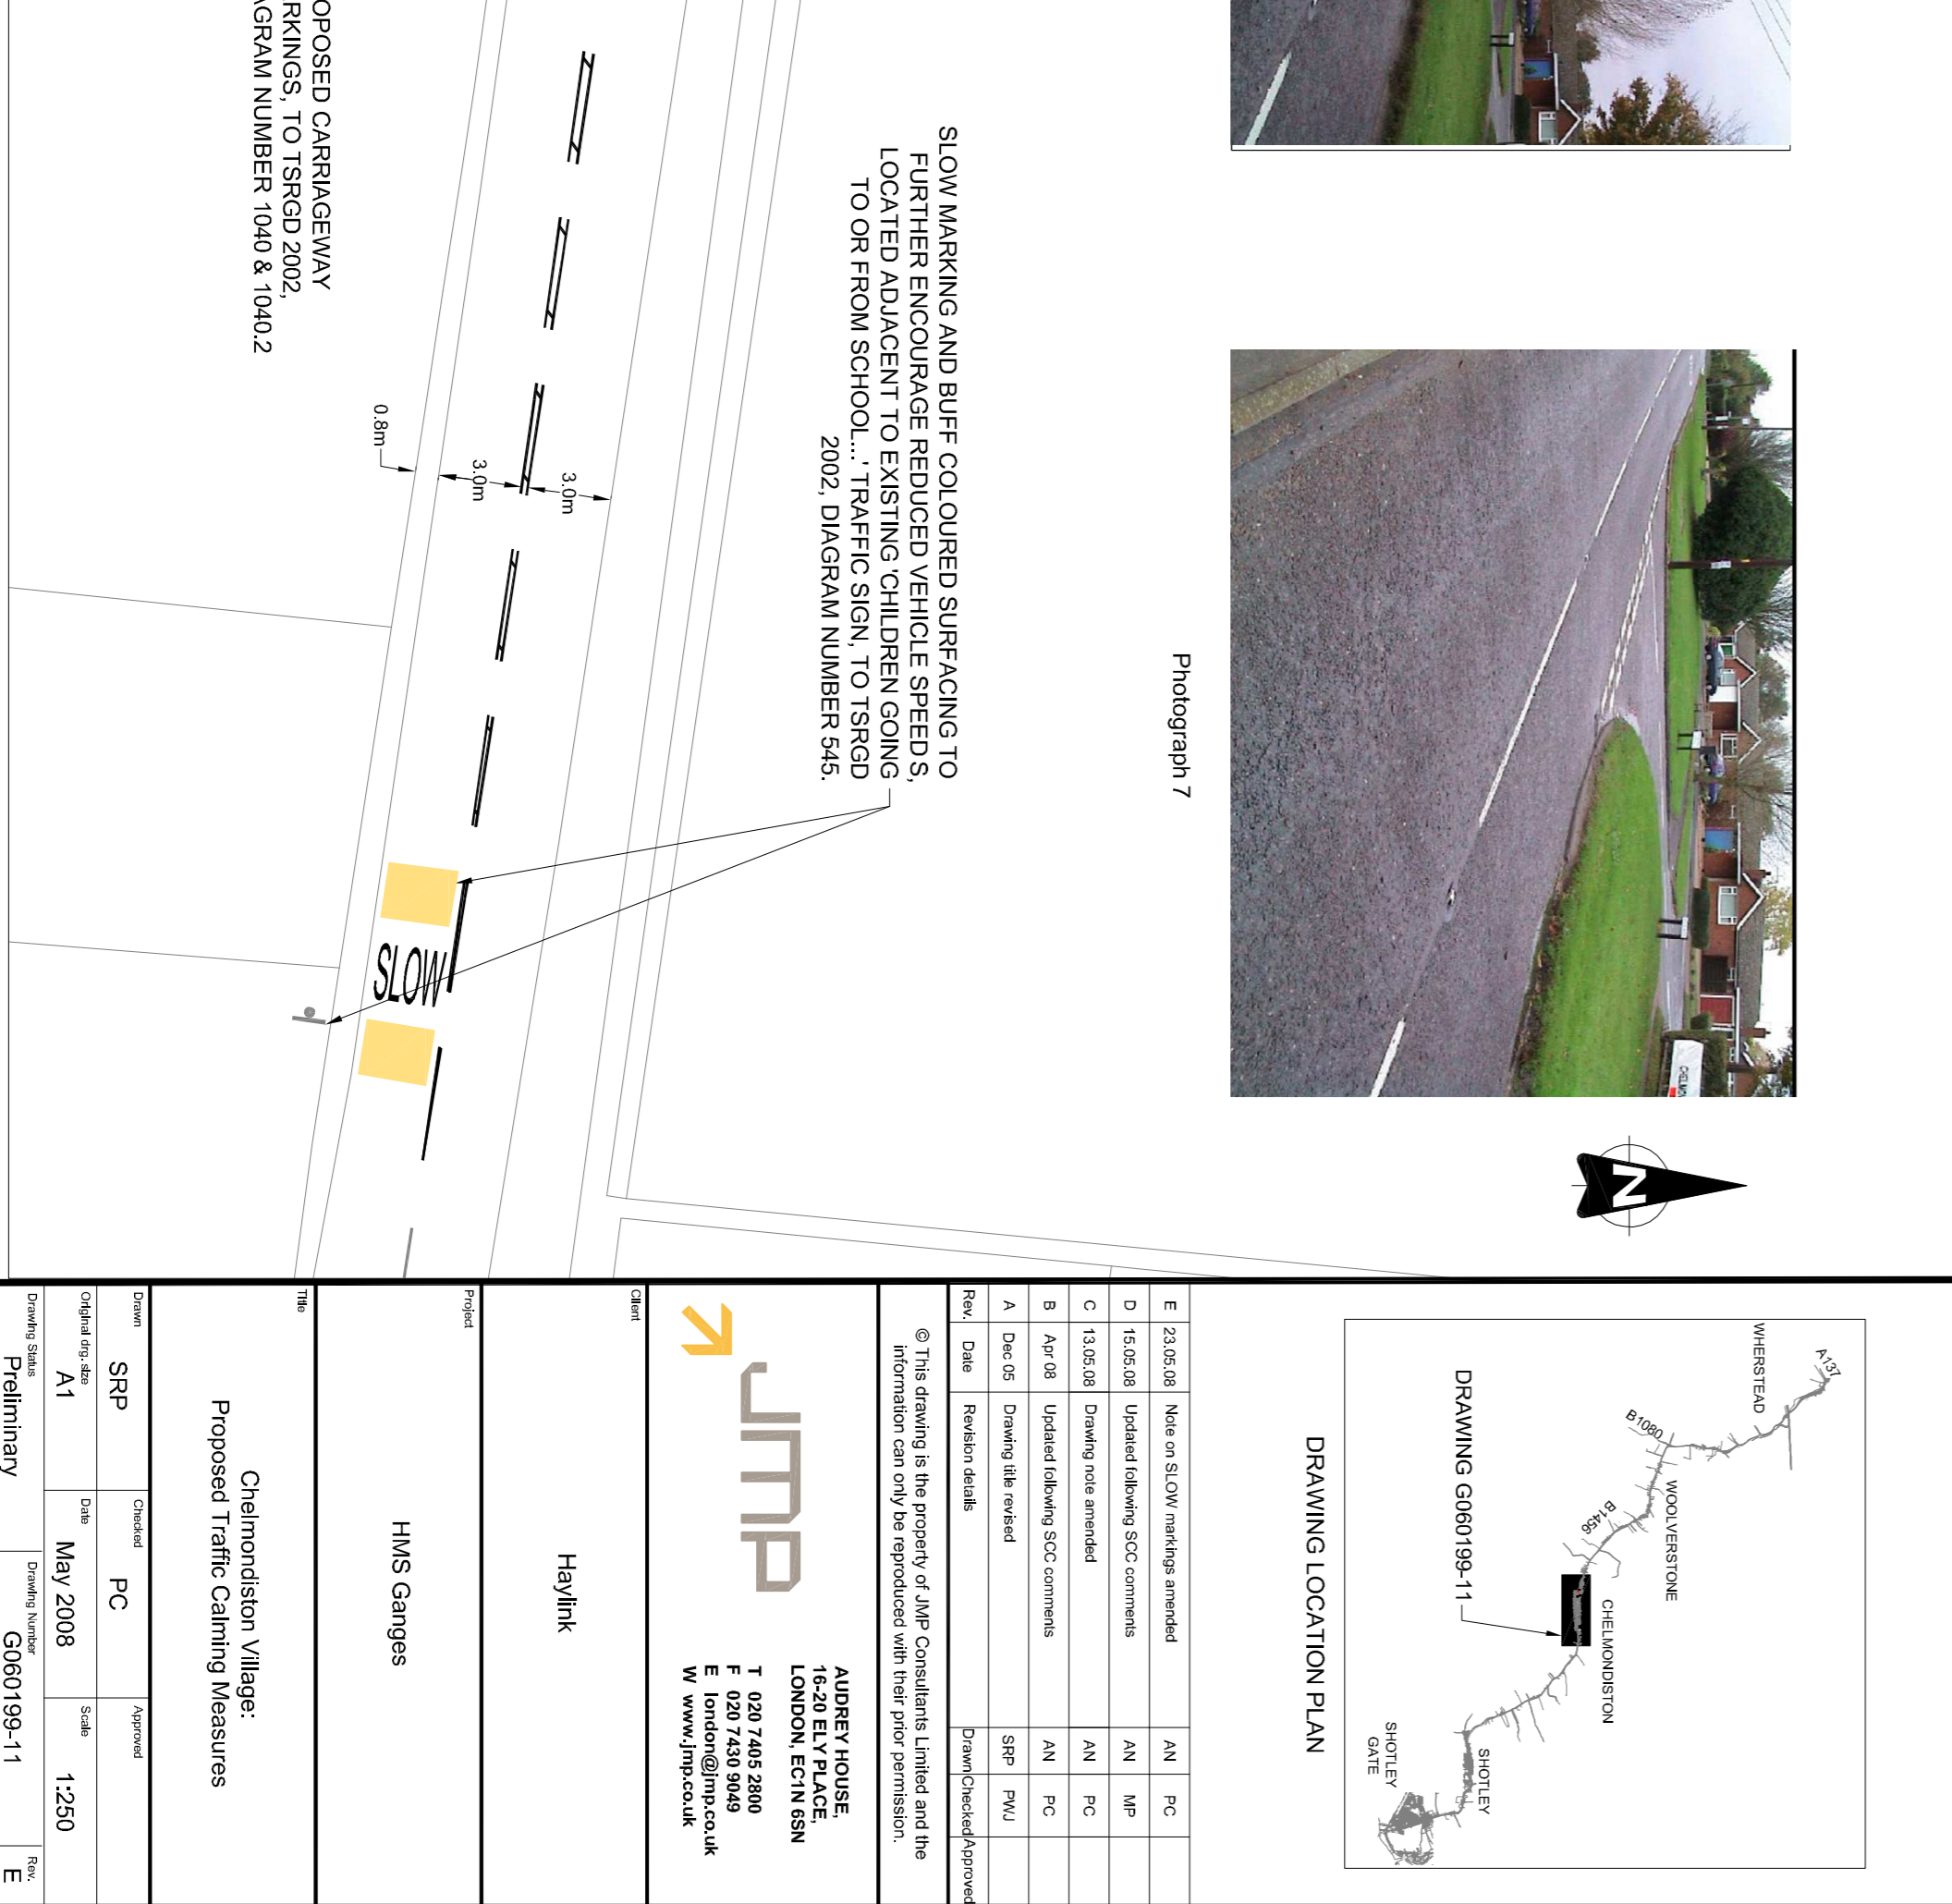 OPOSED CARRIAGEWAY
RKINGS, TO TSRGD 2002,
AGRAM NUMBER 1040 & 1040.2
0.8m
3.0m
3.0m
SLOW MARKING AND BUFF COLOURED SURFACING TO
FURTHER ENCOURAGE REDUCED VEHICLE SPEEDS,
LOCATED ADJACENT TO EXISTING 'CHILDREN GOING
TO OR FROM SCHOOL...' TRAFFIC SIGN, TO TSRGD
2002, DIAGRAM NUMBER 545.
SLOW
Photograph 7
N
A137
WHERSTEAD
B1080
WOOLVERSTONE
B1456
CHELMONDISTON
SHOTLEY
SHOTLEY
GATE
DRAWING G060199-11
DRAWING LOCATION PLAN
E 23.05.08 Note on SLOW markings amended AN PC
D 15.05.08 Updated following SCC comments AN MP
C 13.05.08 Drawing note amended AN PC
B Apr 08 Updated following SCC comments AN PC
A Dec 05 Drawing title revised SRP PWJ
Rev. Date Revision details Drawn Checked Approved
© This drawing is the property of JMP Consultants Limited and the
information can only be reproduced with their prior permission.
JMP
AUDREY HOUSE,
16-20 ELY PLACE,
LONDON, EC1N 6SN
T 020 7405 2800
F 020 7430 9049
E london@jmp.co.uk
W www.jmp.co.uk
Client
Haylink
Project
HMS Ganges
Title
Chelmondiston Village:
Proposed Traffic Calming Measures
Drawn SRP Checked PC Approved
Original drg. size A1 Date May 2008 Scale 1:250
Drawing Status Preliminary Drawing Number G060199-11 Rev. E